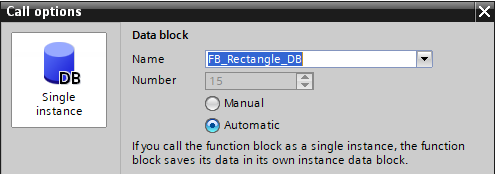 Call options
Data block
Name FB_Rectangle_DB
Number 15
DB
Single
instance
Manual
Automatic
If you call the function block as a single instance, the function
block saves its data in its own instance data block.